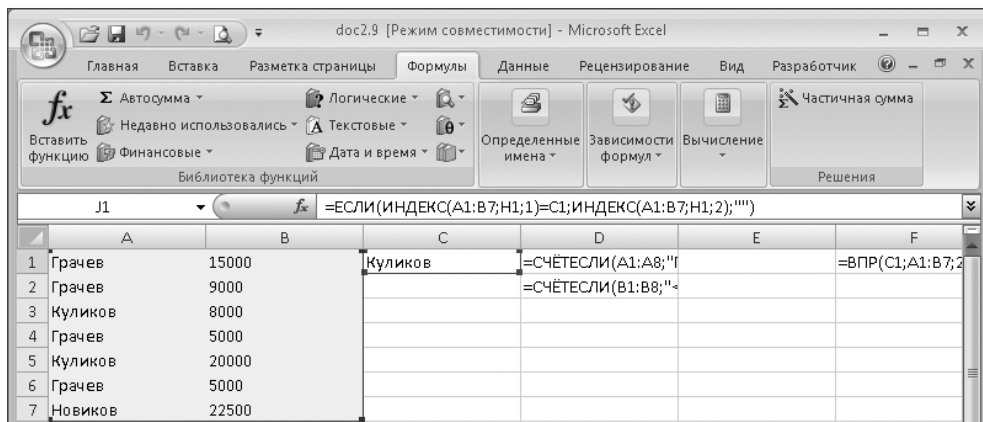 doc2.9 [Режим совместимости] - Microsoft Excel
Главная Вставка Разметка страницы Формулы Данные Рецензирование Вид Разработчик
fx Σ Автосумма Логические Частичная сумма
Недавно использовались A Текстовые θ
Вставить функцию Финансовые Дата и время Определенные имена Зависимости формул Вычисление
Библиотека функций Решения
J1 fx =ЕСЛИ(ИНДЕКС(A1:B7;H1;1)=C1;ИНДЕКС(A1:B7;H1;2);"")
A B C D E F
1 Грачев 15000 Куликов =СЧЁТЕСЛИ(A1:A8;"Г =ВПР(C1;A1:B7;2
2 Грачев 9000 =СЧЁТЕСЛИ(B1:B8;"<
3 Куликов 8000
4 Грачев 5000
5 Куликов 20000
6 Грачев 5000
7 Новиков 22500